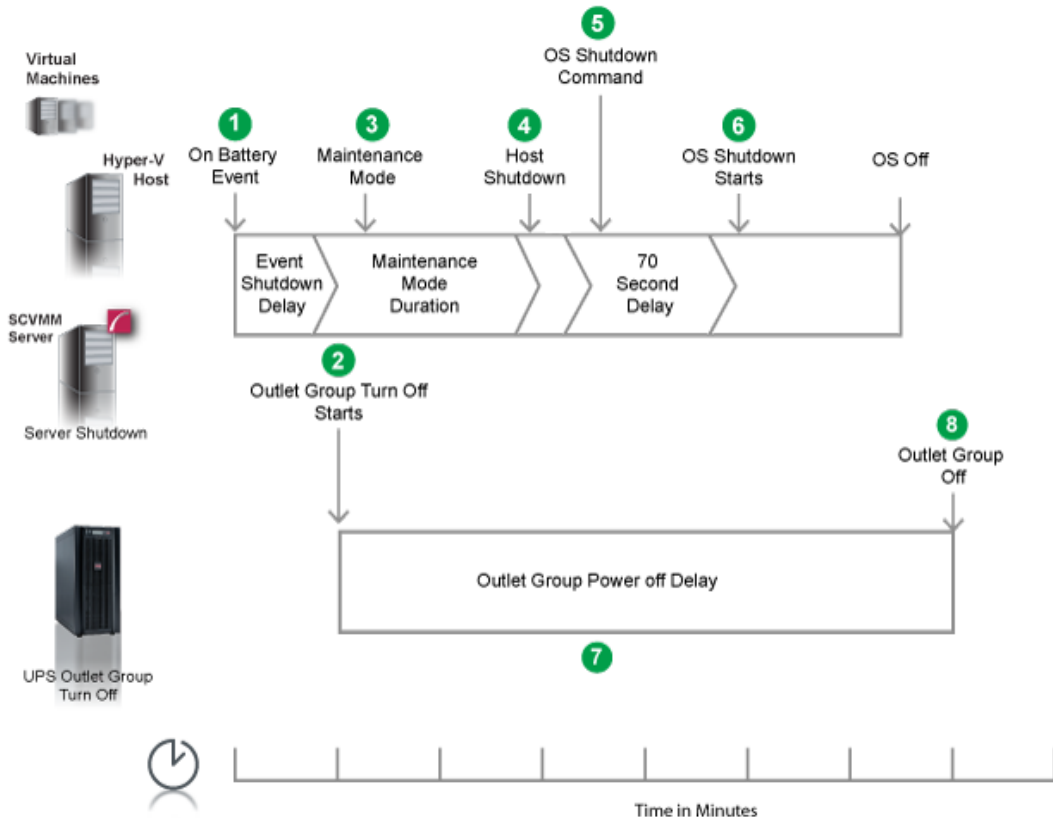 5
OS Shutdown
Command
Virtual
Machines
1
On Battery
Event
3
Maintenance
Mode
4
Host
Shutdown
6
OS Shutdown
Starts
OS Off
Hyper-V
Host
Event
Shutdown
Delay
Maintenance
Mode
Duration
70
Second
Delay
SCVMM
Server
Server Shutdown
2
Outlet Group Turn Off
Starts
8
Outlet Group
Off
Outlet Group Power off Delay
7
UPS Outlet Group
Turn Off
Time in Minutes